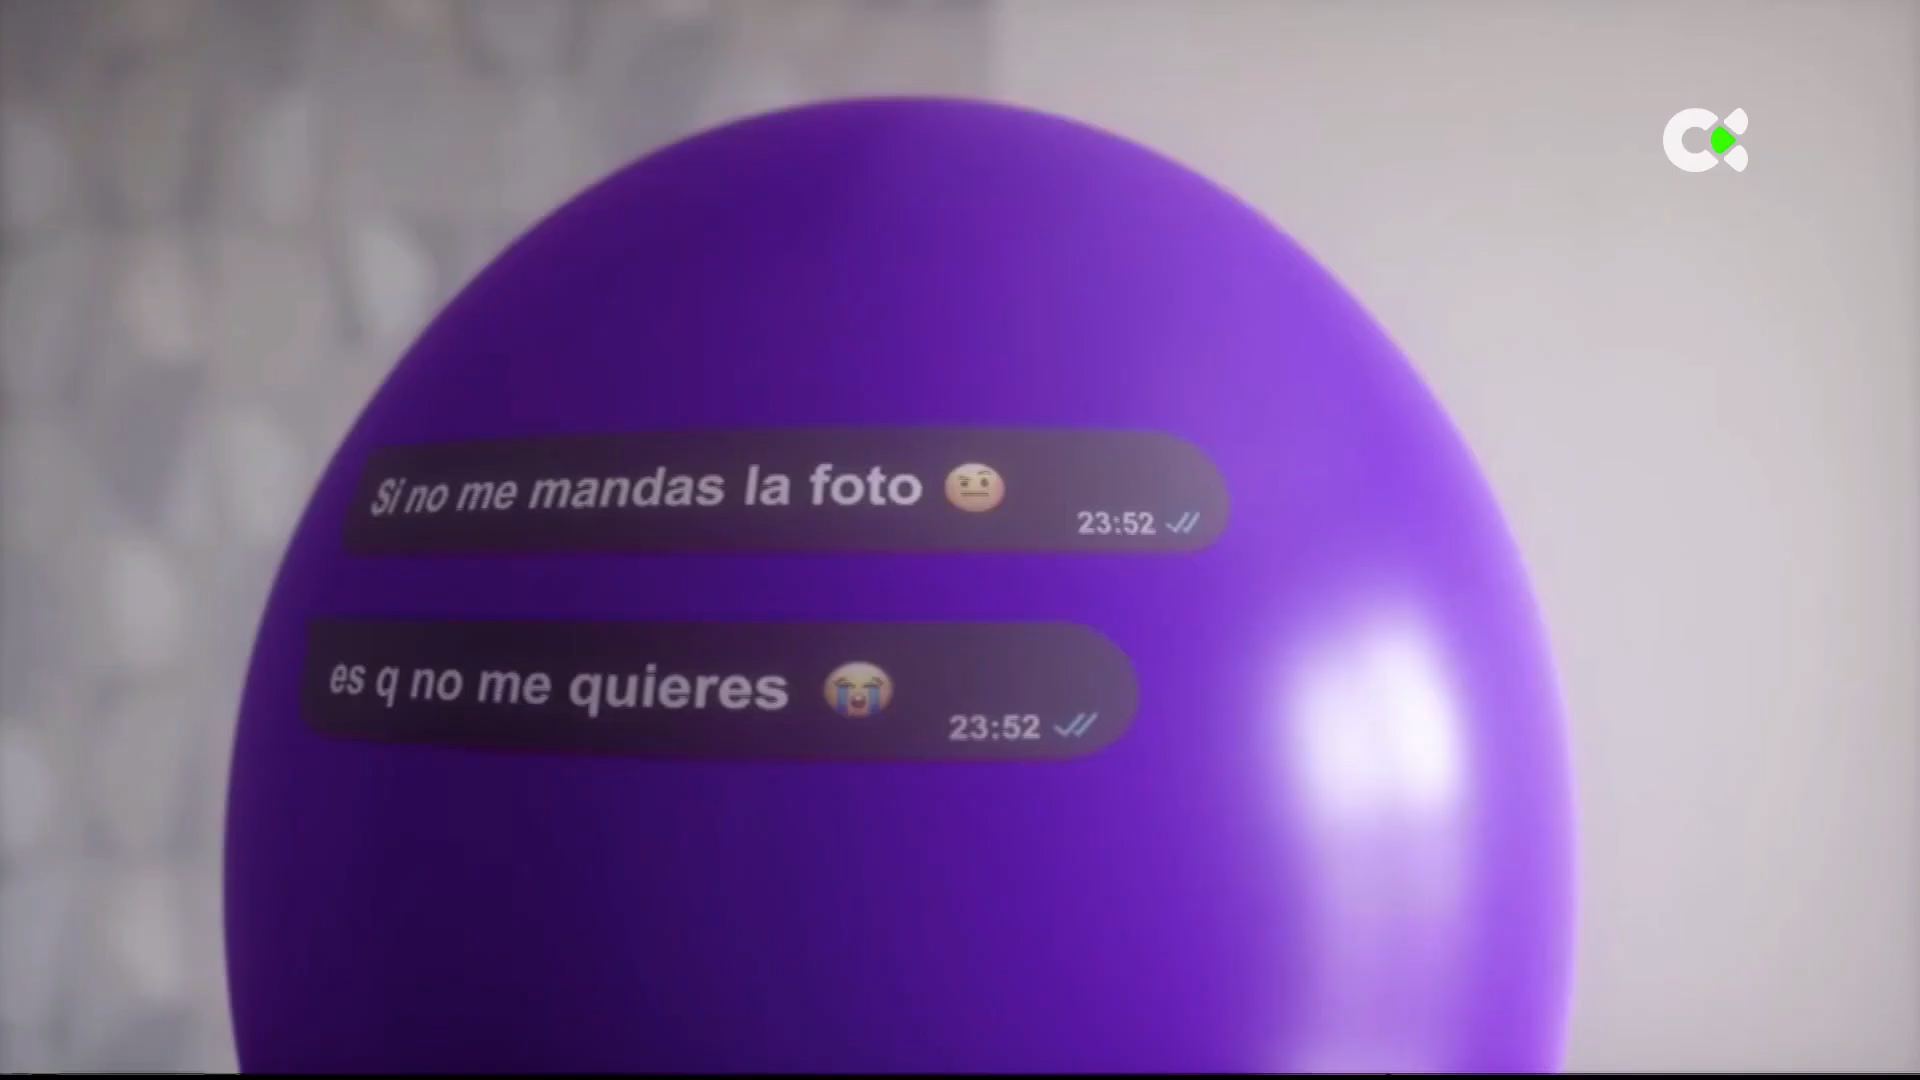 Si no me mandas la foto 🤨
23:52
es q no me quieres 😭
23:52